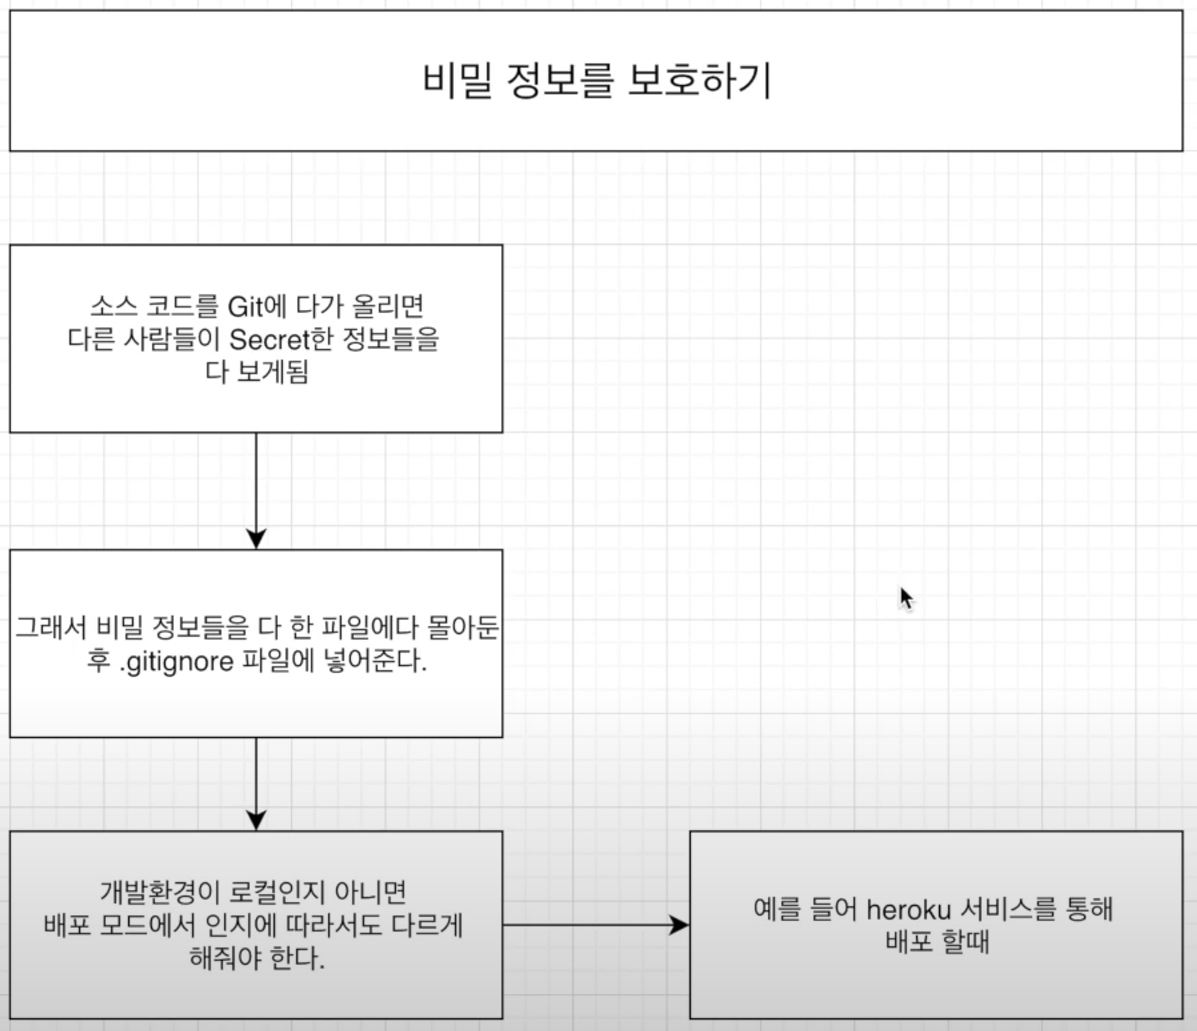 비밀 정보를 보호하기
소스 코드를 Git에 다가 올리면
다른 사람들이 Secret한 정보들을
다 보게됨
그래서 비밀 정보들을 다 한 파일에다 몰아둔
후 .gitignore 파일에 넣어준다.
개발환경이 로컬인지 아니면
배포 모드에서 인지에 따라서도 다르게
해줘야 한다.
예를 들어 heroku 서비스를 통해
배포 할때